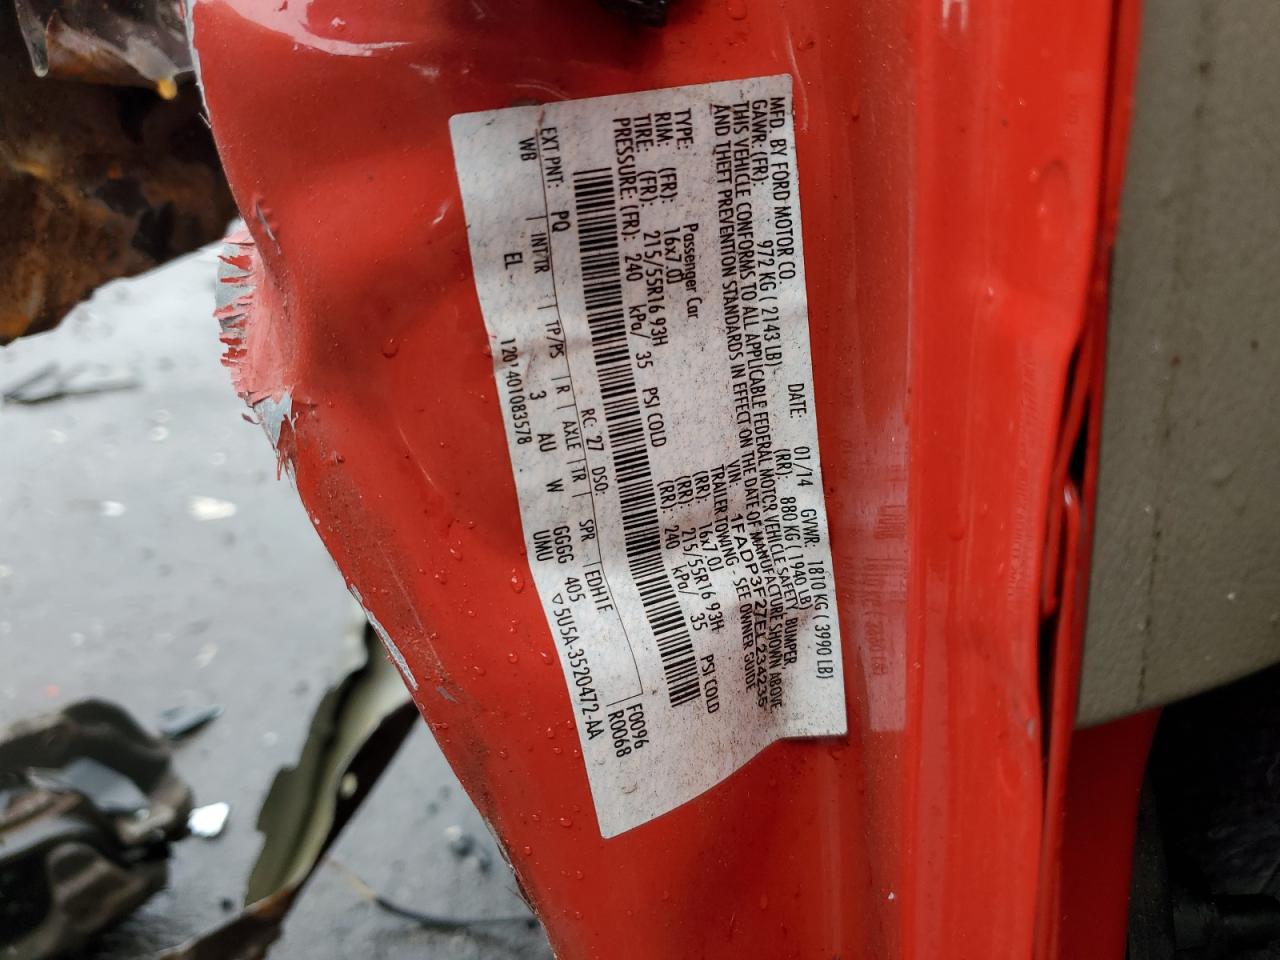 MFD. BY FORD MOTOR CO.
DATE: 01/14 GVWR: 1810 KG ( 3990 LB)
GAWR: (FR): 972 KG ( 2143 LB) (RR): 880 KG ( 1940 LB)
THIS VEHICLE CONFORMS TO ALL APPLICABLE FEDERAL MOTOR VEHICLE SAFETY, BUMPER,
AND THEFT PREVENTION STANDARDS IN EFFECT ON THE DATE OF MANUFACTURE SHOWN ABOVE
VIN: 1FADP3F27EL234235
TYPE: Passenger Car TRAILER TOWING - SEE OWNER GUIDE
RIM: (FR): 16x7.0J (RR): 16x7.0J
TIRE: (FR): 215/55R16 93H (RR): 215/55R16 93H
PRESSURE: (FR): 240 kPa/ 35 PSI COLD (RR): 240 kPa/ 35 PSI COLD
RC: 27 DSO: F0096
EXT PNT: PQ R0068
WB INT TR TP/PS R AXLE TR SPR EDHTE
EL 3 AU W GGGG 405
1201401083578 UMU ▽5U5A-3520472-AA